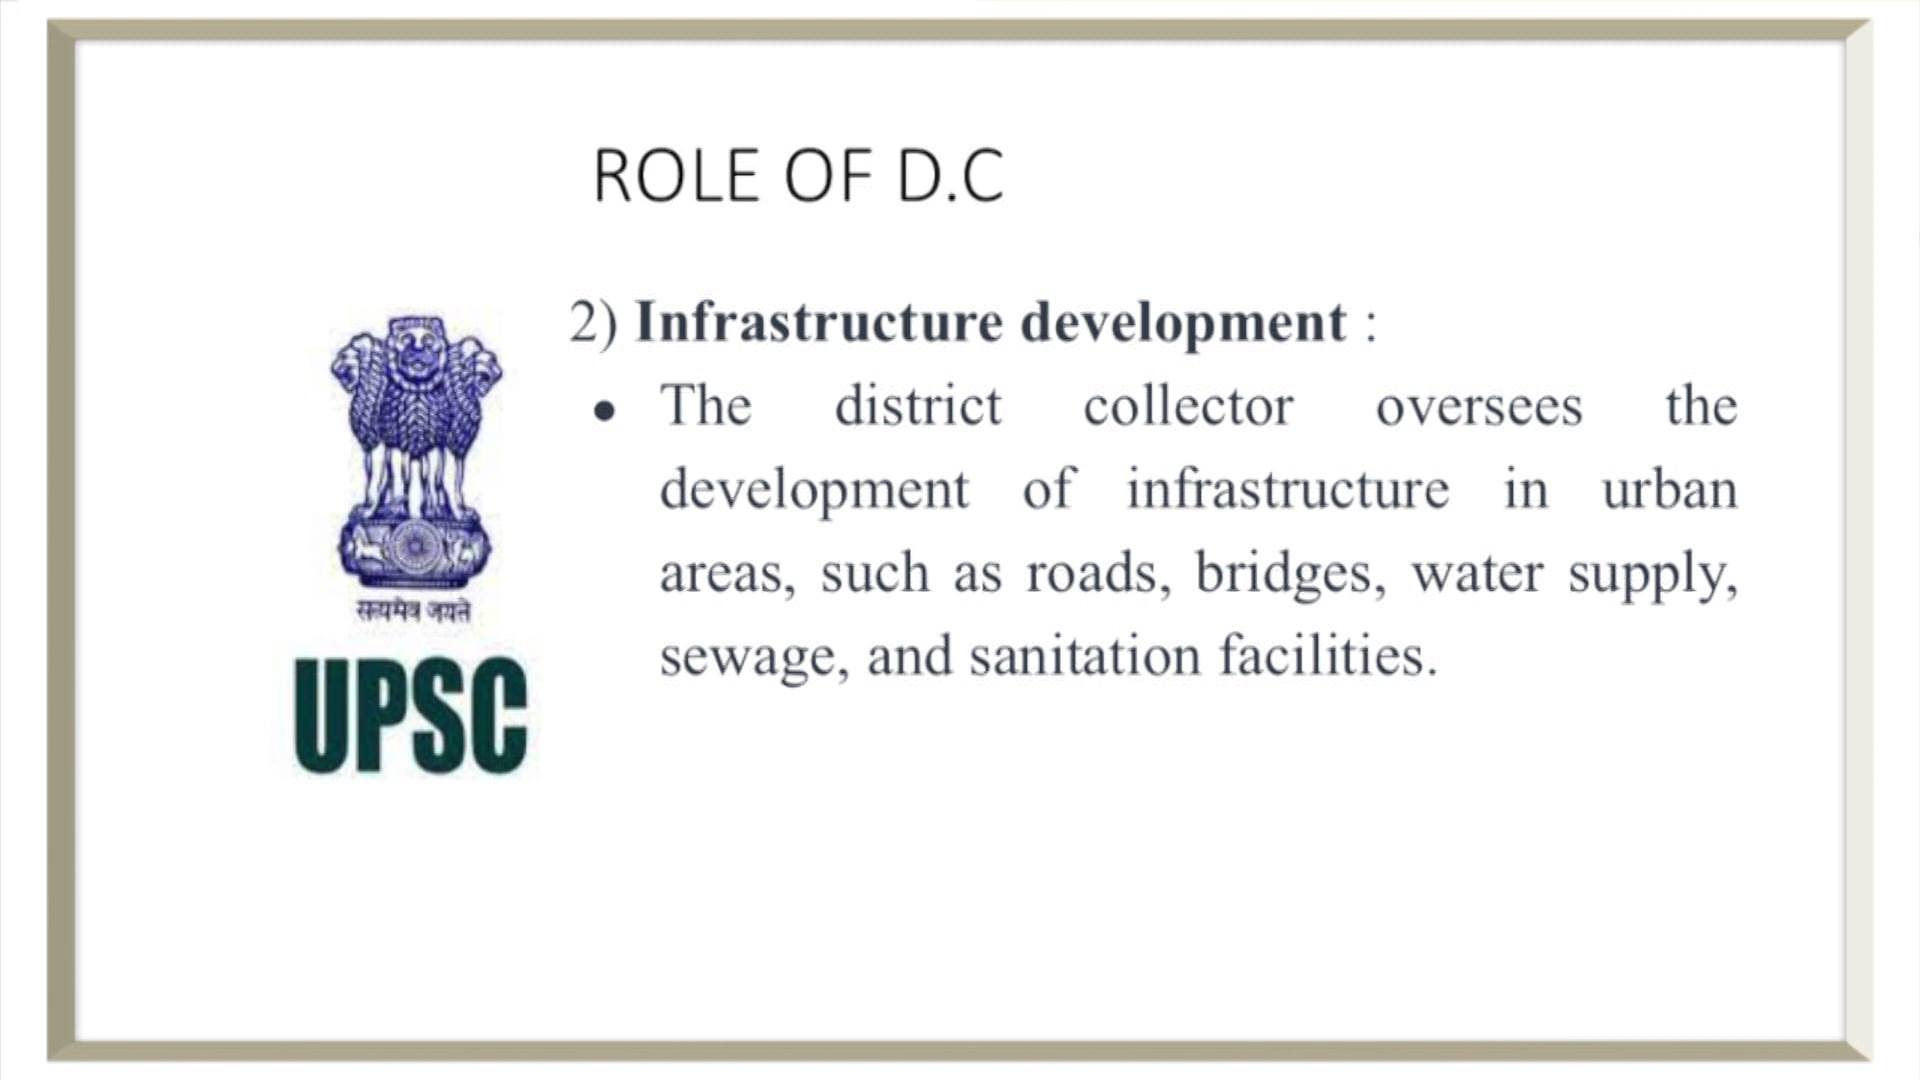 ROLE OF D.C
2) Infrastructure development :
● The district collector oversees the
development of infrastructure in urban
areas, such as roads, bridges, water supply,
sewage, and sanitation facilities.
सत्यमेव जयते
UPSC